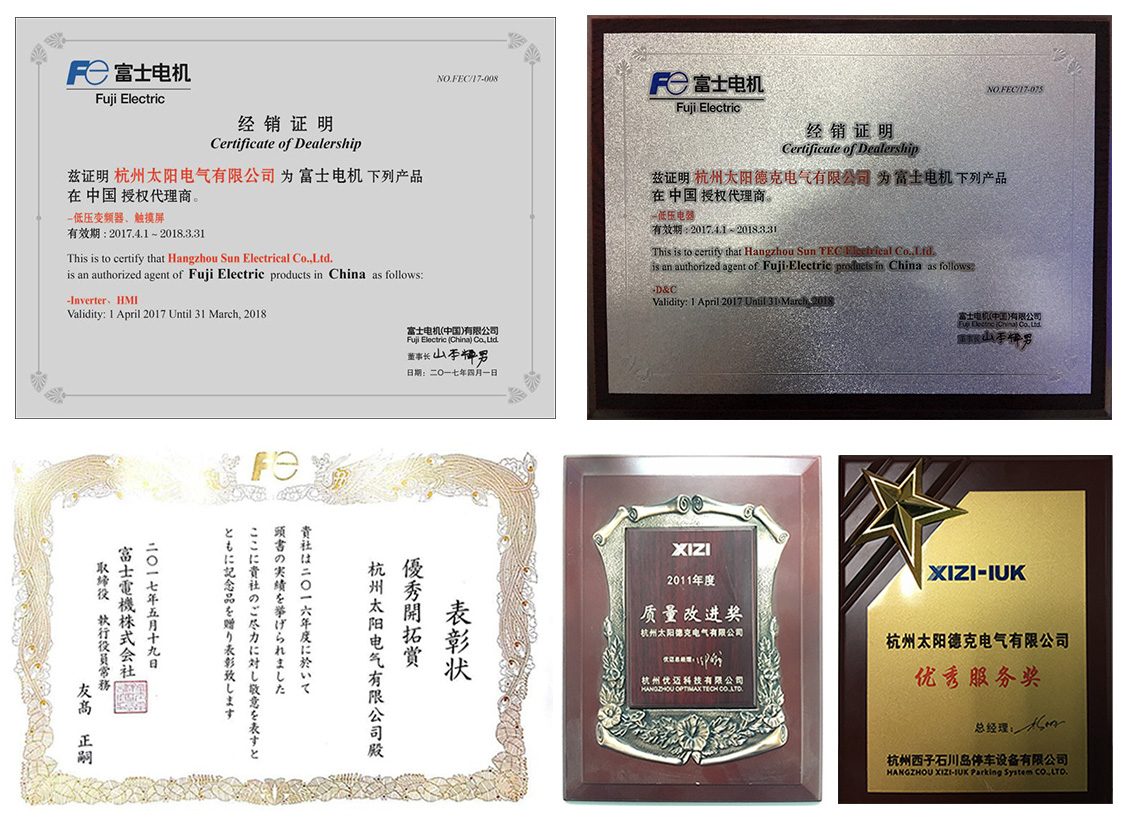 Fe 富士电机
Fuji Electric
NO.FEC/17-008
经销证明
Certificate of Dealership
兹证明 杭州太阳电气有限公司 为 富士电机 下列产品
在 中国 授权代理商。
-低压变频器、触摸屏
有效期 : 2017.4.1 ~ 2018.3.31
This is to certify that Hangzhou Sun Electrical Co.,Ltd.
is an authorized agent of Fuji Electric products in China as follows:
-Inverter、HMI
Validity: 1 April 2017 Until 31 March, 2018
富士电机(中国)有限公司
Fuji Electric (China) Co., Ltd.
董事长
日期：二〇一七年四月一日
Fe 富士电机
Fuji Electric
NO.FEC/17-075
经销证明
Certificate of Dealership
兹证明 杭州太阳德克电气有限公司 为 富士电机 下列产品
在 中国 授权代理商。
-低压电器
有效期 : 2017.4.1 ~ 2018.3.31
This is to certify that Hangzhou Sun TEC Electrical Co.,Ltd.
is an authorized agent of Fuji Electric products in China as follows:
-D&C
Validity: 1 April 2017 Until 31 March, 2018
富士电机(中国)有限公司
Fuji Electric (China) Co., Ltd.
董事长
Fe
表彰状
優秀開拓賞
杭州太阳电气有限公司殿
貴社は二〇一六年度に於いて
頭書の実績を挙げられました
ここに貴社のご尽力に対し敬意を表すと
ともに記念品を贈り表彰致します
二〇一七年五月十九日
富士電機株式会社
取締役 執行役員常務
友高 正嗣
XIZI
2011年度
质量改进奖
杭州太阳德克电气有限公司
优迈总经理：
杭州优迈科技有限公司
HANGZHOU OPTIMAX TECH CO.,LTD.
XIZI-IUK
杭州太阳德克电气有限公司
优秀服务奖
总经理：
杭州西子石川岛停车设备有限公司
HANGZHOU XIZI-IUK Parking System CO.,LTD.